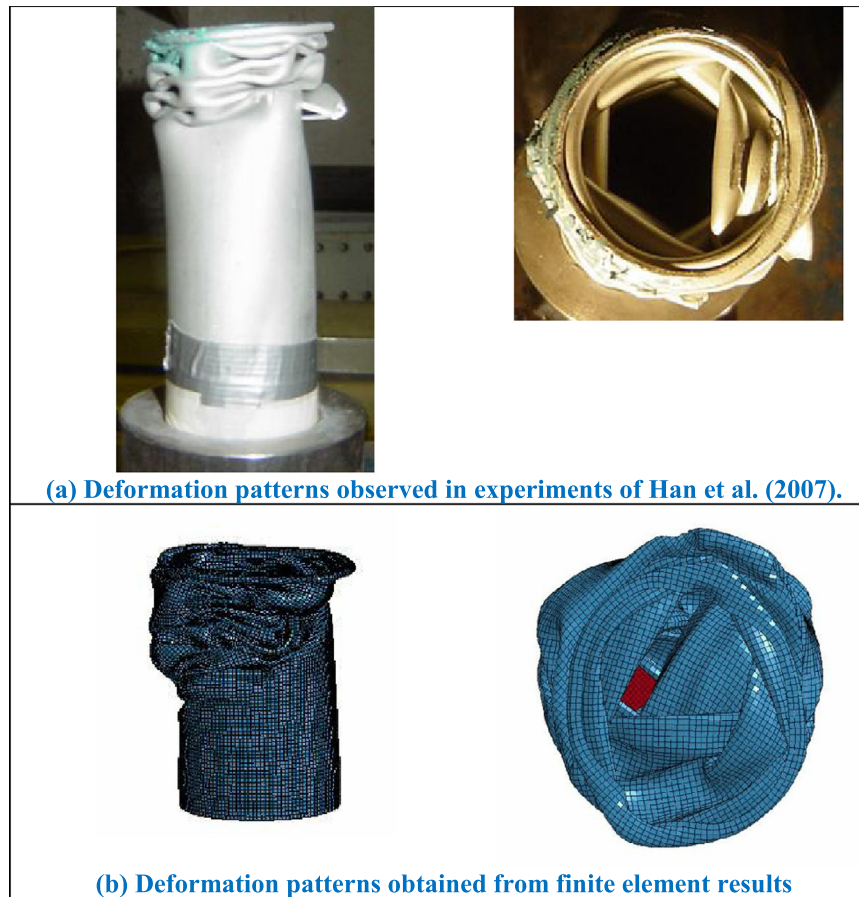 (a) Deformation patterns observed in experiments of Han et al. (2007).
(b) Deformation patterns obtained from finite element results